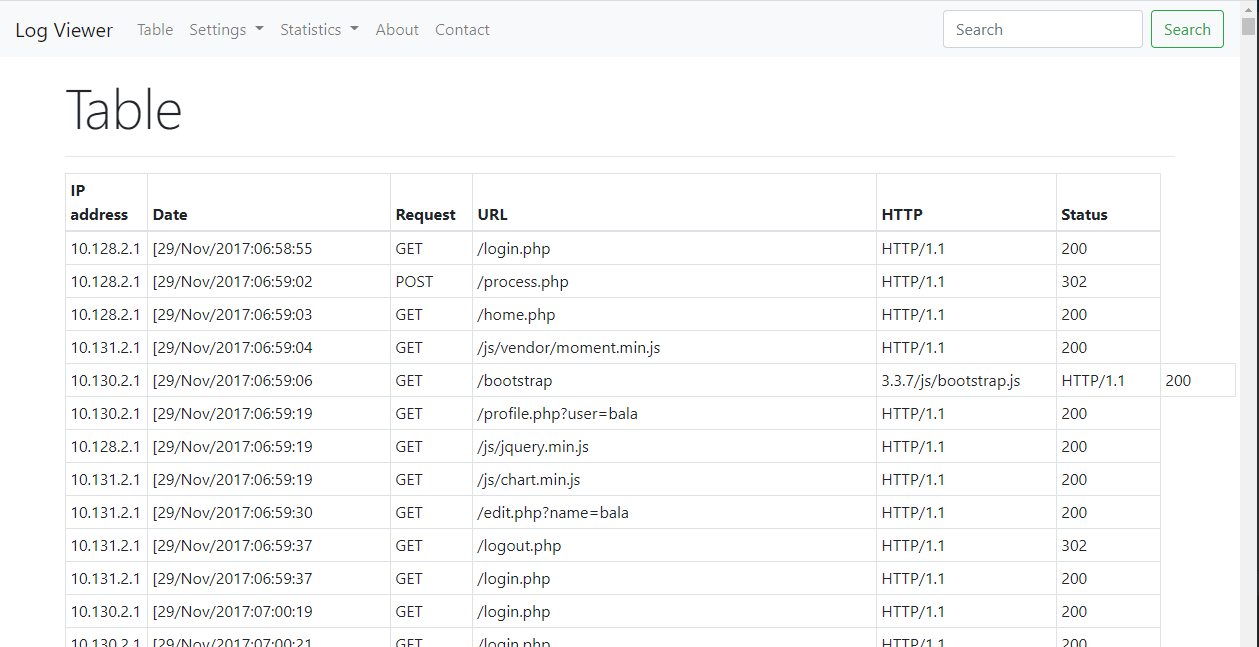 Log Viewer Table Settings Statistics About Contact Search Search
Table
IP address Date Request URL HTTP Status
10.128.2.1 [29/Nov/2017:06:58:55 GET /login.php HTTP/1.1 200
10.128.2.1 [29/Nov/2017:06:59:02 POST /process.php HTTP/1.1 302
10.128.2.1 [29/Nov/2017:06:59:03 GET /home.php HTTP/1.1 200
10.131.2.1 [29/Nov/2017:06:59:04 GET /js/vendor/moment.min.js HTTP/1.1 200
10.130.2.1 [29/Nov/2017:06:59:06 GET /bootstrap 3.3.7/js/bootstrap.js HTTP/1.1 200
10.130.2.1 [29/Nov/2017:06:59:19 GET /profile.php?user=bala HTTP/1.1 200
10.128.2.1 [29/Nov/2017:06:59:19 GET /js/jquery.min.js HTTP/1.1 200
10.131.2.1 [29/Nov/2017:06:59:19 GET /js/chart.min.js HTTP/1.1 200
10.131.2.1 [29/Nov/2017:06:59:30 GET /edit.php?name=bala HTTP/1.1 200
10.131.2.1 [29/Nov/2017:06:59:37 GET /logout.php HTTP/1.1 302
10.131.2.1 [29/Nov/2017:06:59:37 GET /login.php HTTP/1.1 200
10.130.2.1 [29/Nov/2017:07:00:19 GET /login.php HTTP/1.1 200
10.130.2.1 [29/Nov/2017:07:00:21 GET /login.php HTTP/1.1 200